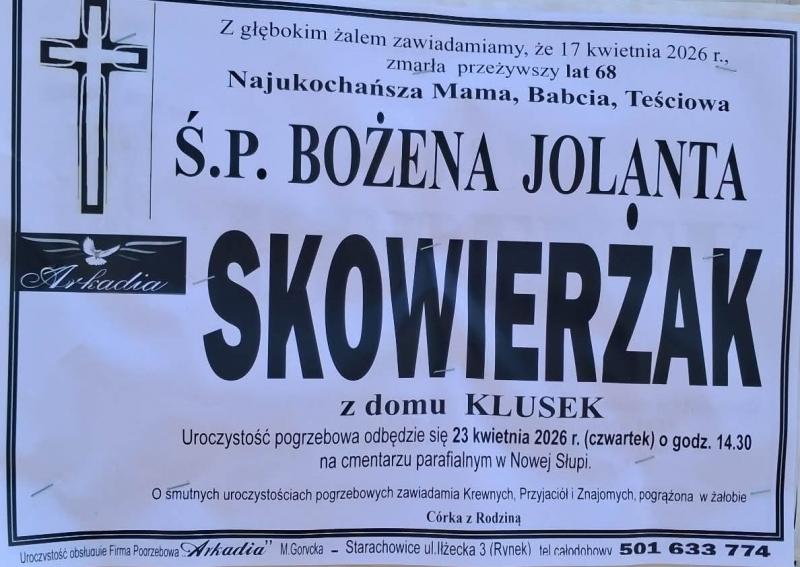 Z głębokim żalem zawiadamiamy, że 17 kwietnia 2026 r.,
zmarła przeżywszy lat 68
Najukochańsza Mama, Babcia, Teściowa
Ś.P. BOŻENA JOLANTA
SKOWIERŻAK
Arkadia
z domu KLUSEK
Uroczystość pogrzebowa odbędzie się 23 kwietnia 2026 r. (czwartek) o godz. 14.30
na cmentarzu parafialnym w Nowej Słupi.
O smutnych uroczystościach pogrzebowych zawiadamia Krewnych, Przyjaciół i Znajomych, pogrążona w żałobie
Córka z Rodziną
Uroczystość obsługuje Firma Pogrzebowa "Arkadia" M.Gorycka – Starachowice ul.Iłżecka 3 (Rynek) tel całodobowy 501 633 774